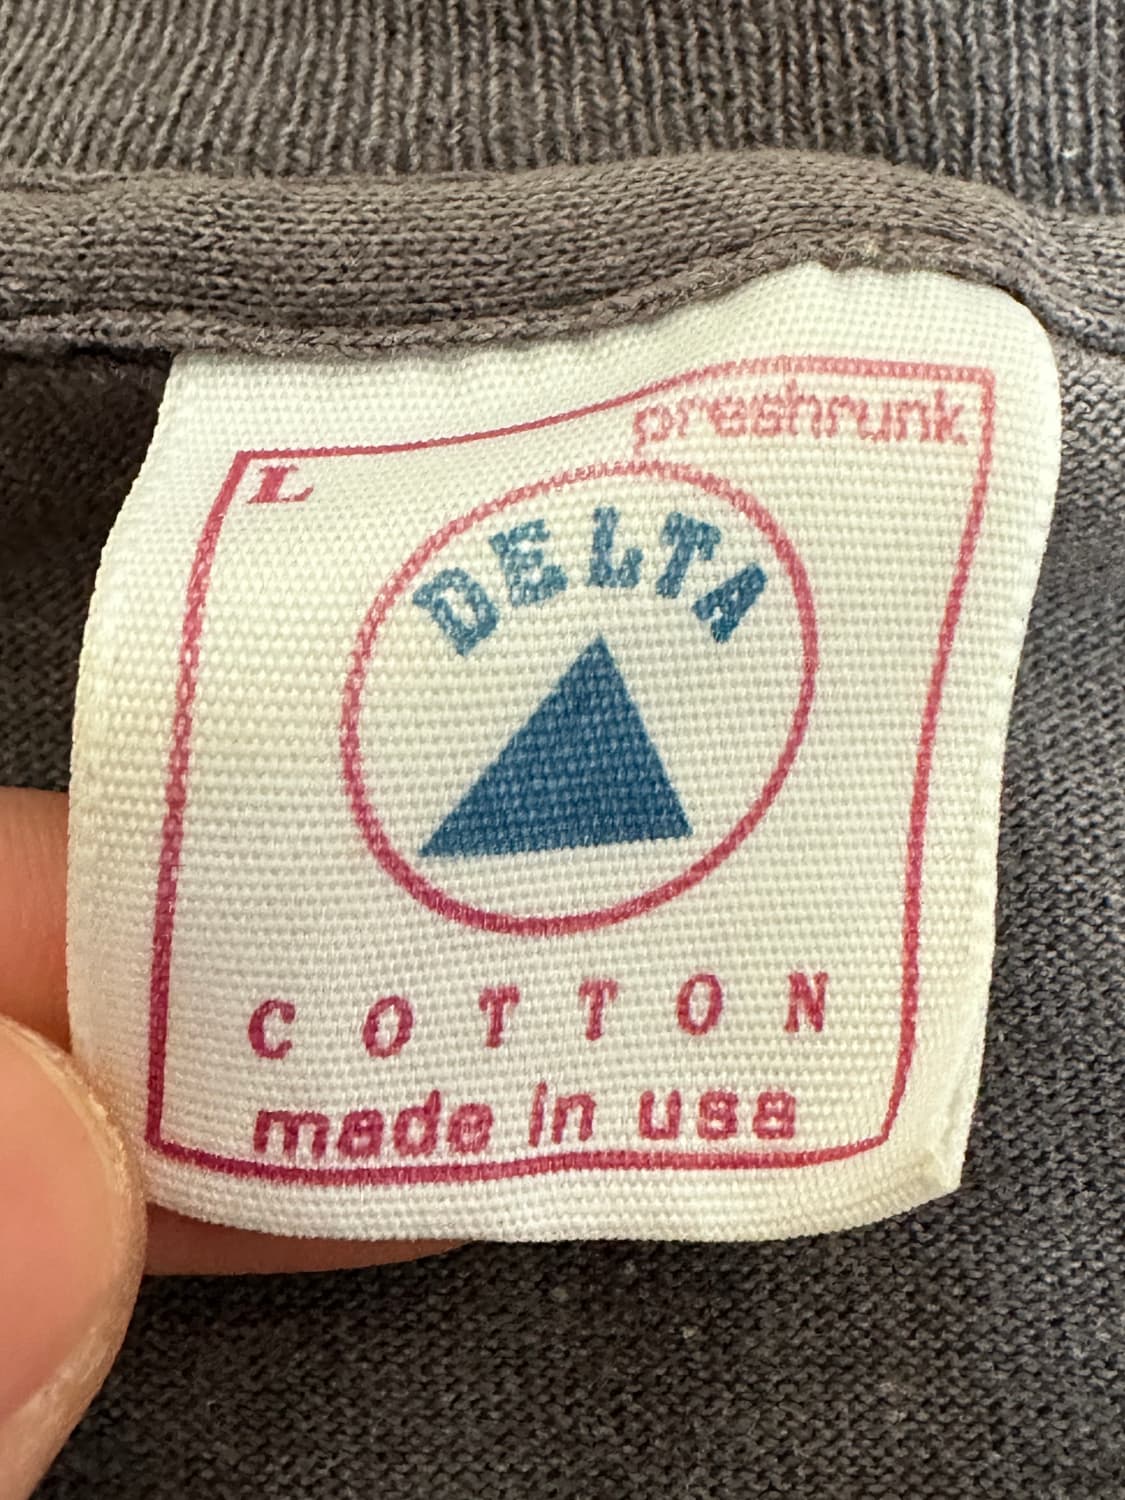 preshrunk
L
DELTA
COTTON
made in usa